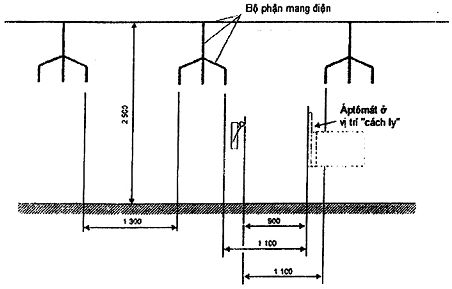 Bộ phận mang điện
Áptômát ở
vị trí "cách ly"
2 500
1 300
900
1 100
1 100